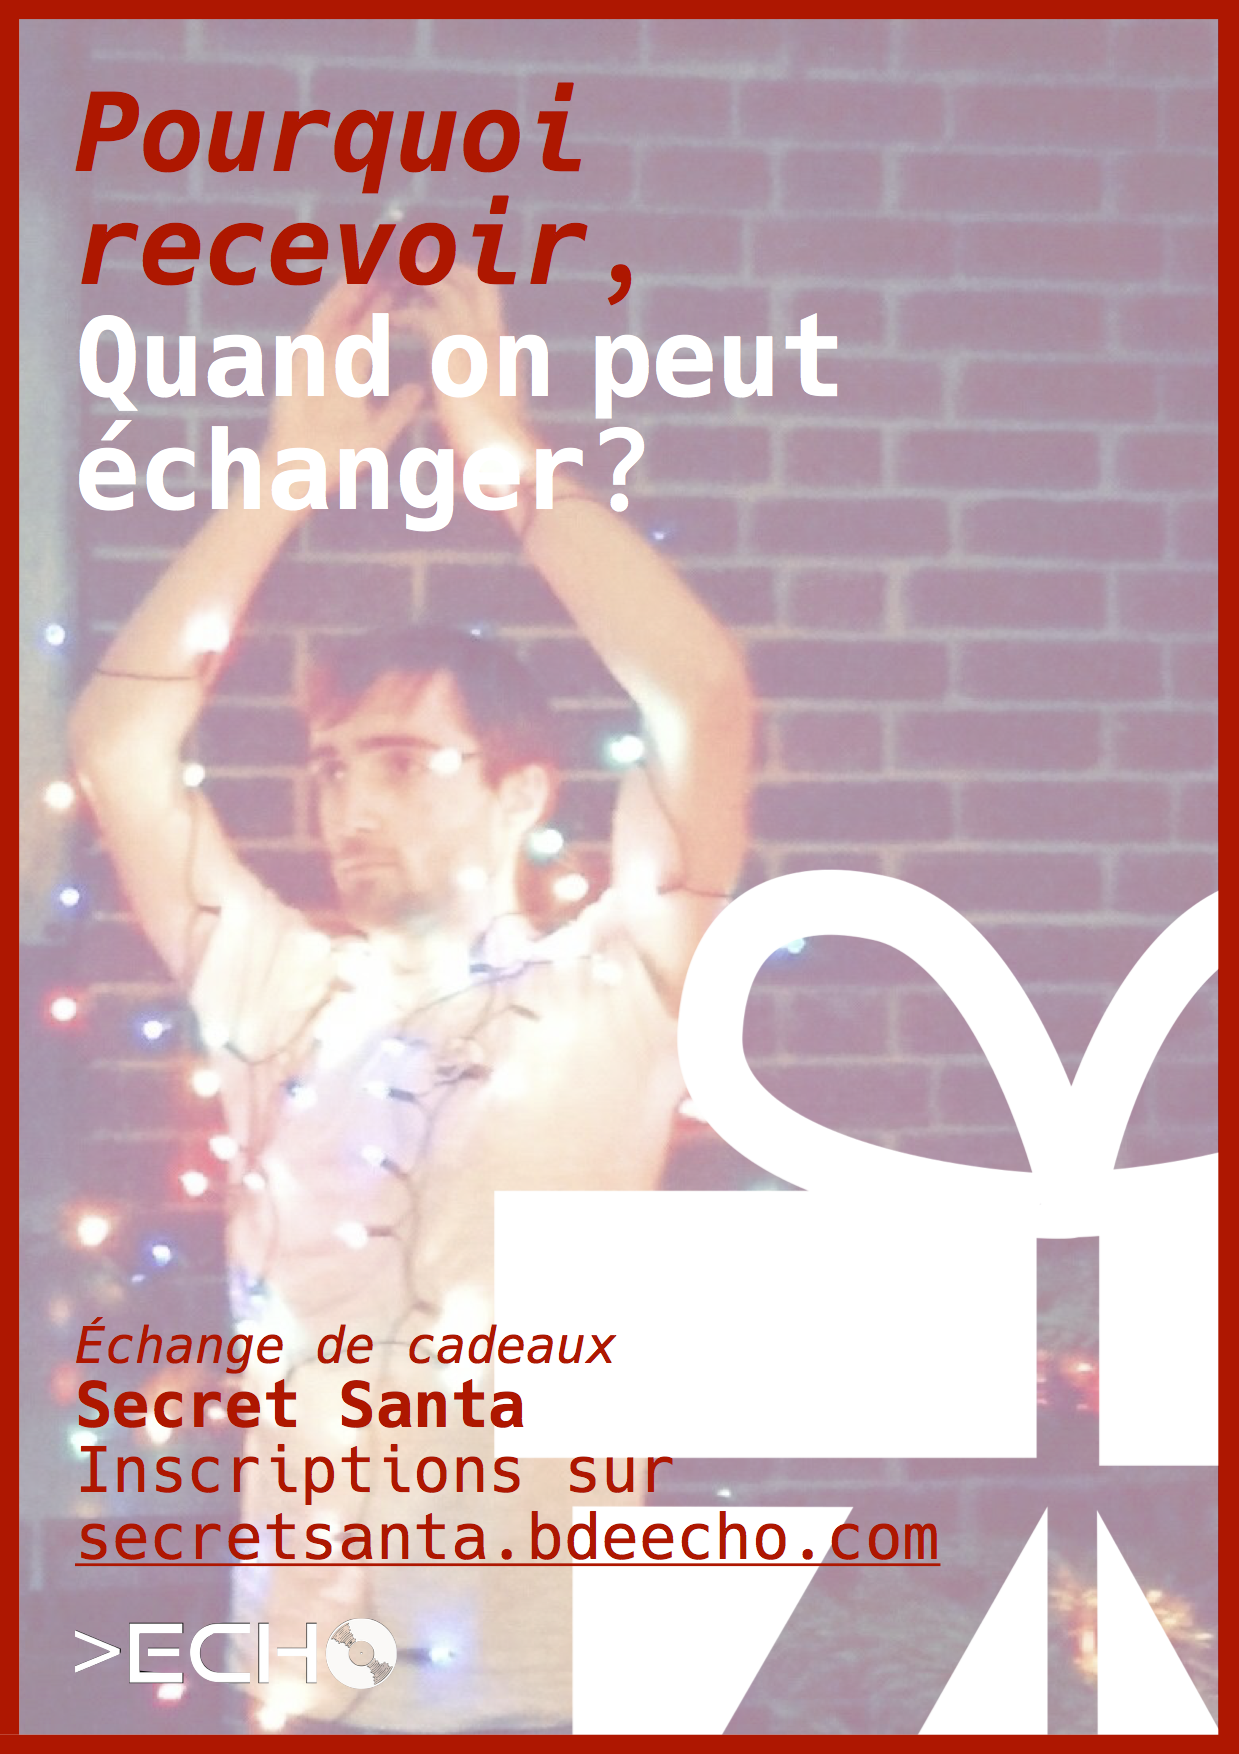 Pourquoi
recevoir,
Quand on peut
échanger?
Échange de cadeaux
Secret Santa
Inscriptions sur
secretsanta.bdeecho.com
>ECHO